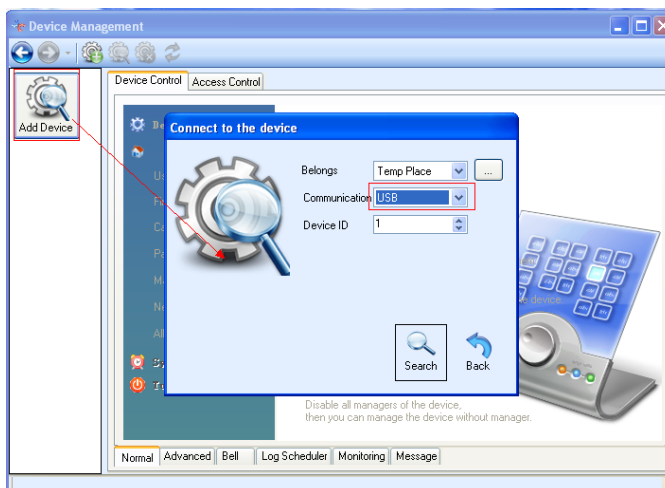 Device Management
Add Device
Device Control Access Control
Connect to the device
Belongs Temp Place ...
Communication USB
Device ID 1
Search Back
Disable all managers of the device,
then you can manage the device without manager.
Normal Advanced Bell Log Scheduler Monitoring Message